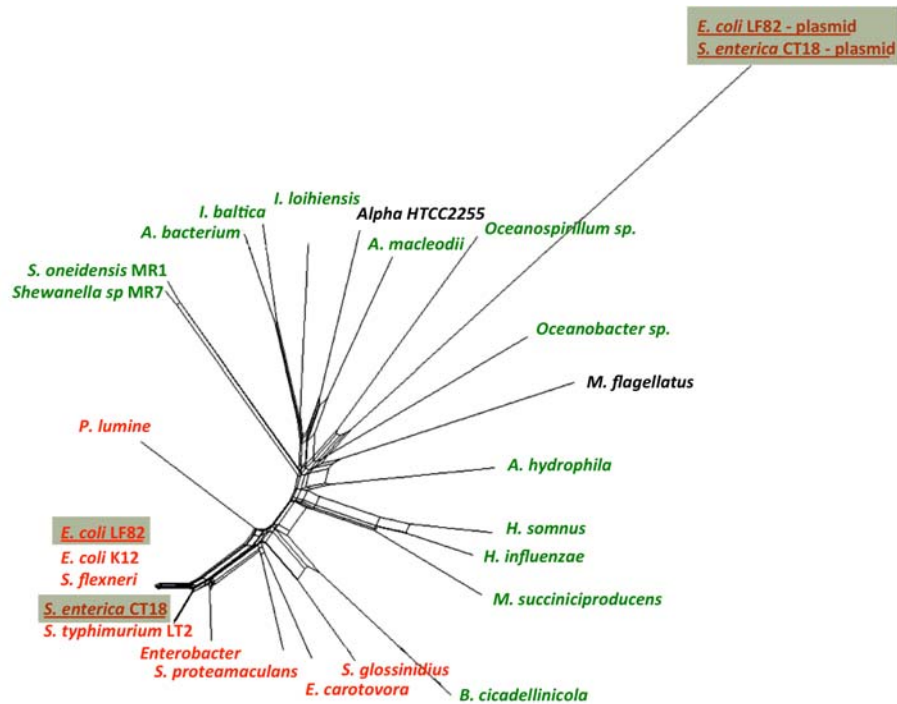 E. coli LF82 - plasmid
S. enterica CT18 - plasmid
I. loihiensis
I. baltica
Alpha HTCC2255
A. bacterium
Oceanospirillum sp.
A. macleodii
S. oneidensis MR1
Shewanella sp MR7
Oceanobacter sp.
M. flagellatus
P. lumine
A. hydrophila
E. coli LF82
H. somnus
E. coli K12
H. influenzae
S. flexneri
M. succiniciproducens
S. enterica CT18
S. typhimurium LT2
Enterobacter
S. proteamaculans
S. glossinidius
E. carotovora
B. cicadellinicola